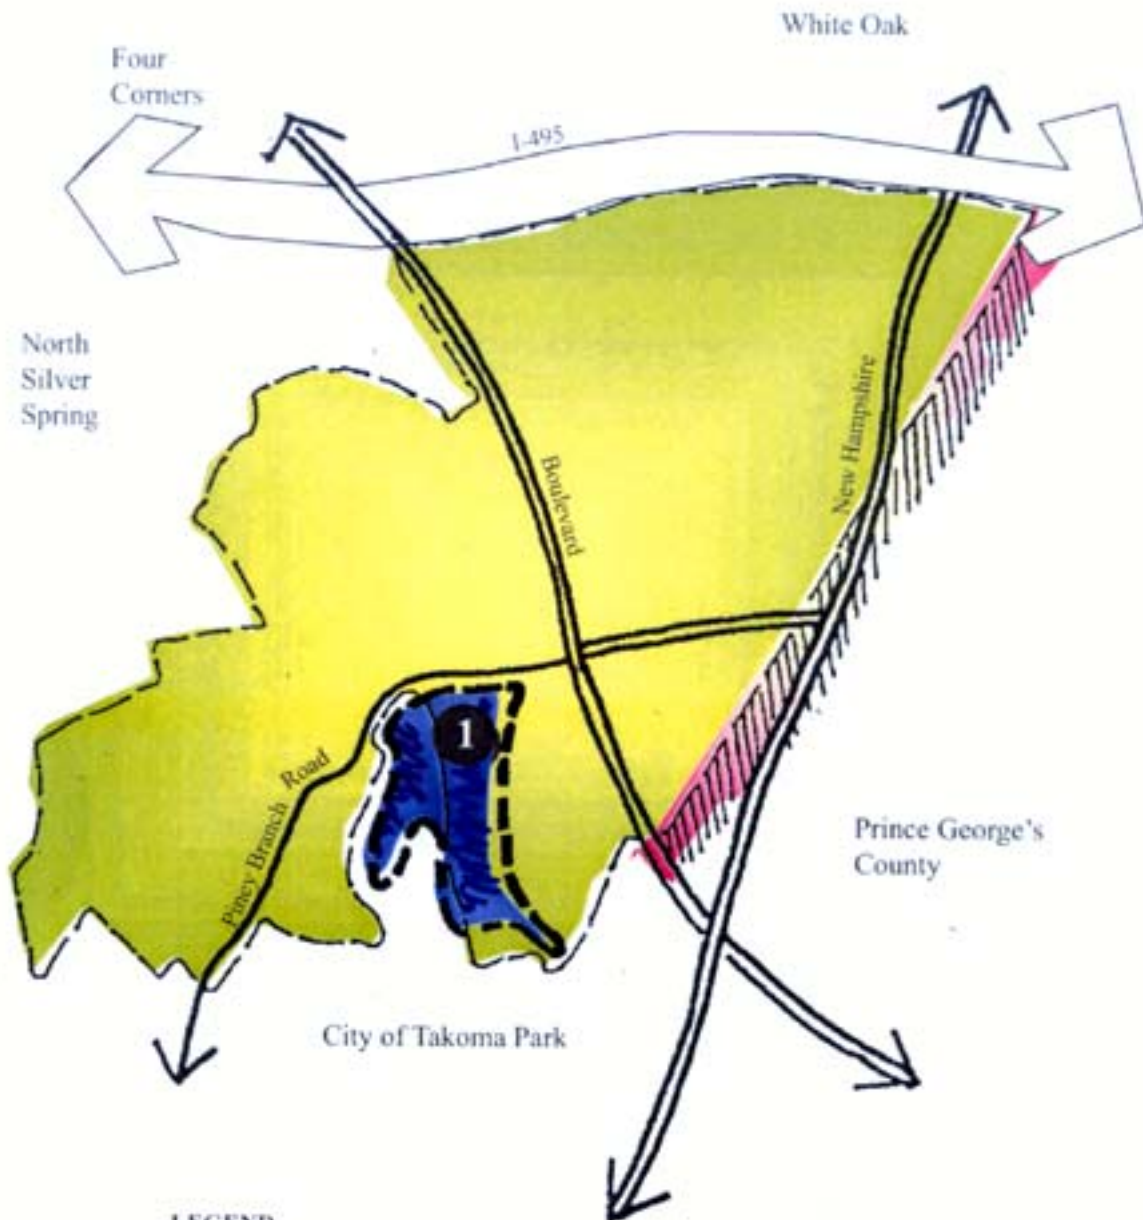 White Oak
Four
Corners
I-495
North
Silver
Spring
New Hampshire
Boulevard
1
Piney Branch Road
Prince George's
County
City of Takoma Park
LEGEND